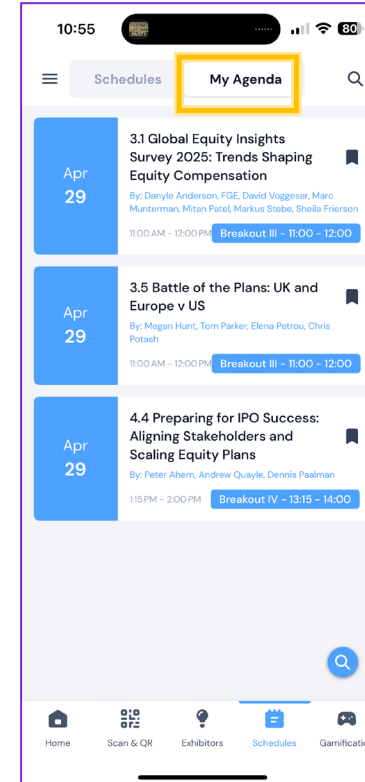 10:55
80
Schedules My Agenda
3.1 Global Equity Insights
Survey 2025: Trends Shaping
Equity Compensation
Apr
29
By: Danyle Anderson, FGE, David Voggeser, Marc
Munterman, Mitan Patel, Markus Stebe, Sheila Frierson
11:00 AM - 12:00 PM Breakout III - 11:00 - 12:00
3.5 Battle of the Plans: UK and
Europe v US
Apr
29
By: Megan Hunt, Tom Parker, Elena Petrou, Chris
Potash
11:00 AM - 12:00 PM Breakout III - 11:00 - 12:00
4.4 Preparing for IPO Success:
Aligning Stakeholders and
Scaling Equity Plans
Apr
29
By: Peter Ahern, Andrew Quayle, Dennis Paalman
1:15 PM - 2:00 PM Breakout IV - 13:15 - 14:00
Home Scan & QR Exhibitors Schedules Gamificatio